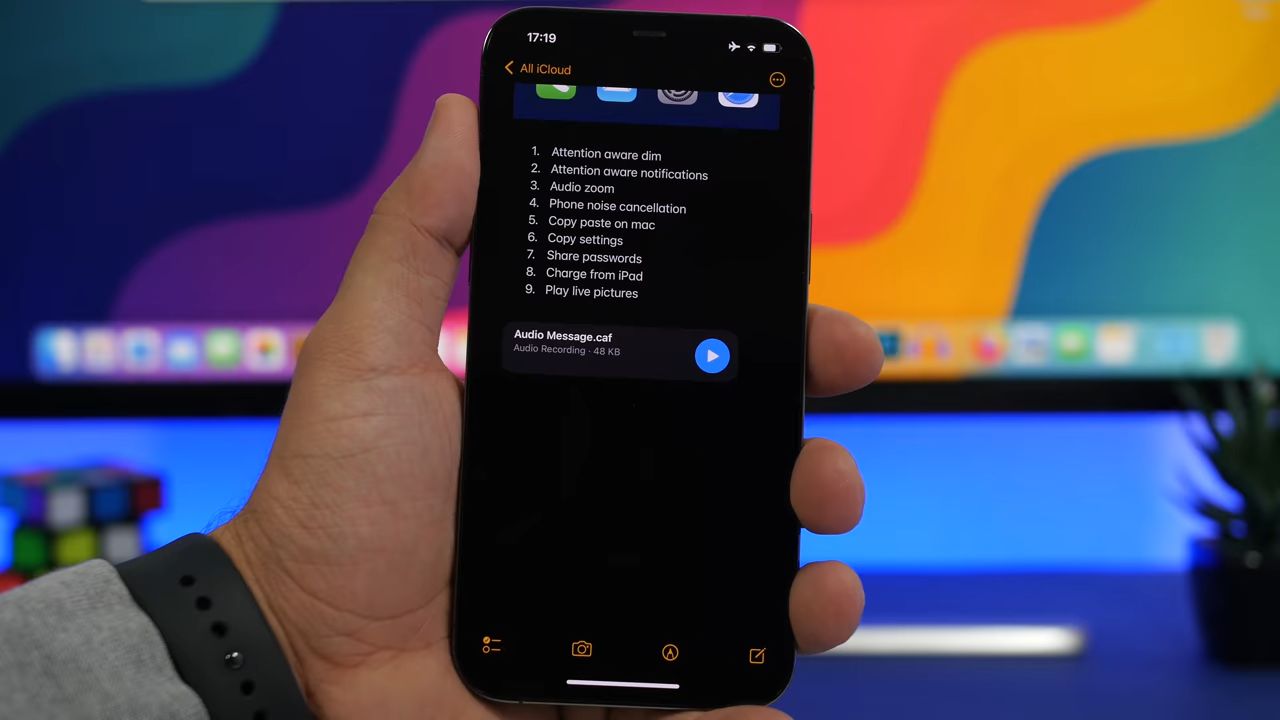 17:19
All iCloud
1. Attention aware dim
2. Attention aware notifications
3. Audio zoom
4. Phone noise cancellation
5. Copy paste on mac
6. Copy settings
7. Share passwords
8. Charge from iPad
9. Play live pictures
Audio Message.caf
Audio Recording · 48 KB